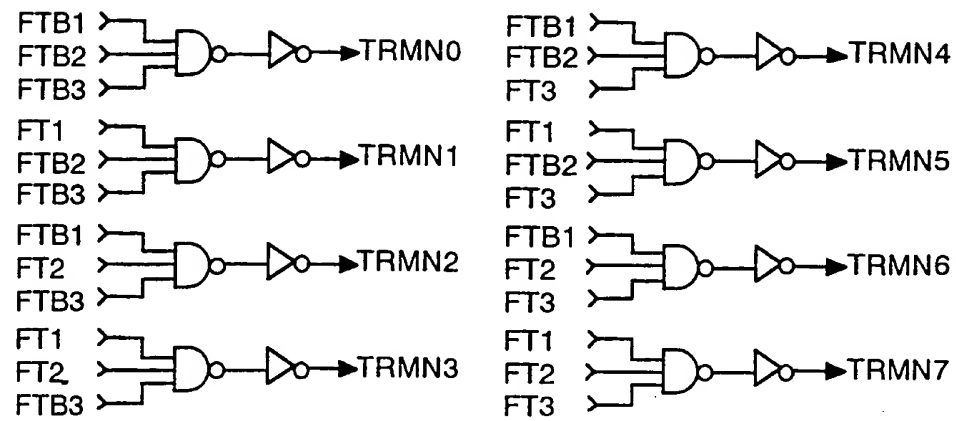 FTB1
FTB2
FTB3
TRMN0
FT1
FTB2
FTB3
TRMN1
FTB1
FT2
FTB3
TRMN2
FT1
FT2
FTB3
TRMN3
FTB1
FTB2
FT3
TRMN4
FT1
FTB2
FT3
TRMN5
FTB1
FT2
FT3
TRMN6
FT1
FT2
FT3
TRMN7